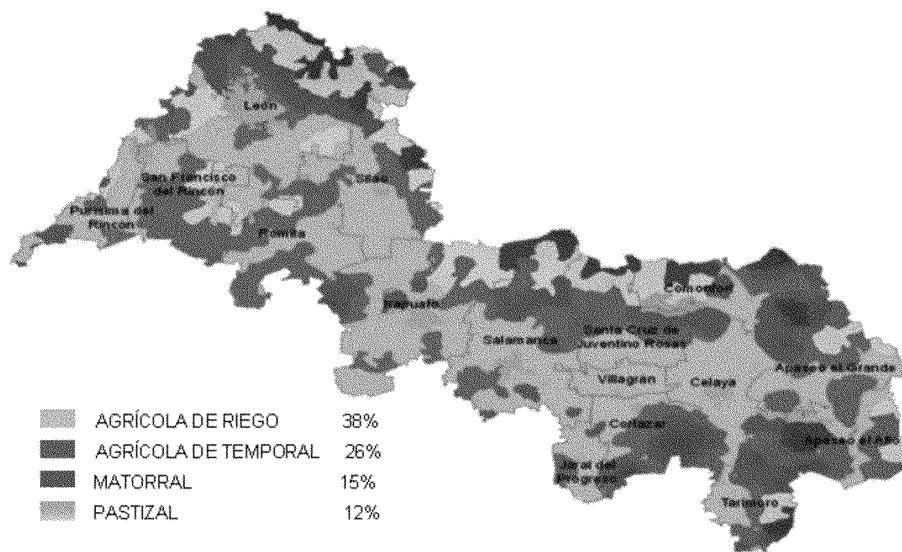 León
San Francisco
del Rincón
Silao
Purísima del
Rincón
Romita
Irapuato
Comonfort
Salamanca
Santa Cruz de
Juventino Rosas
Apaseo el Grande
Villagrán
Celaya
Cortazar
Apaseo el Alto
Jaral del
Progreso
Tarimoro
AGRÍCOLA DE RIEGO 38%
AGRÍCOLA DE TEMPORAL 26%
MATORRAL 15%
PASTIZAL 12%